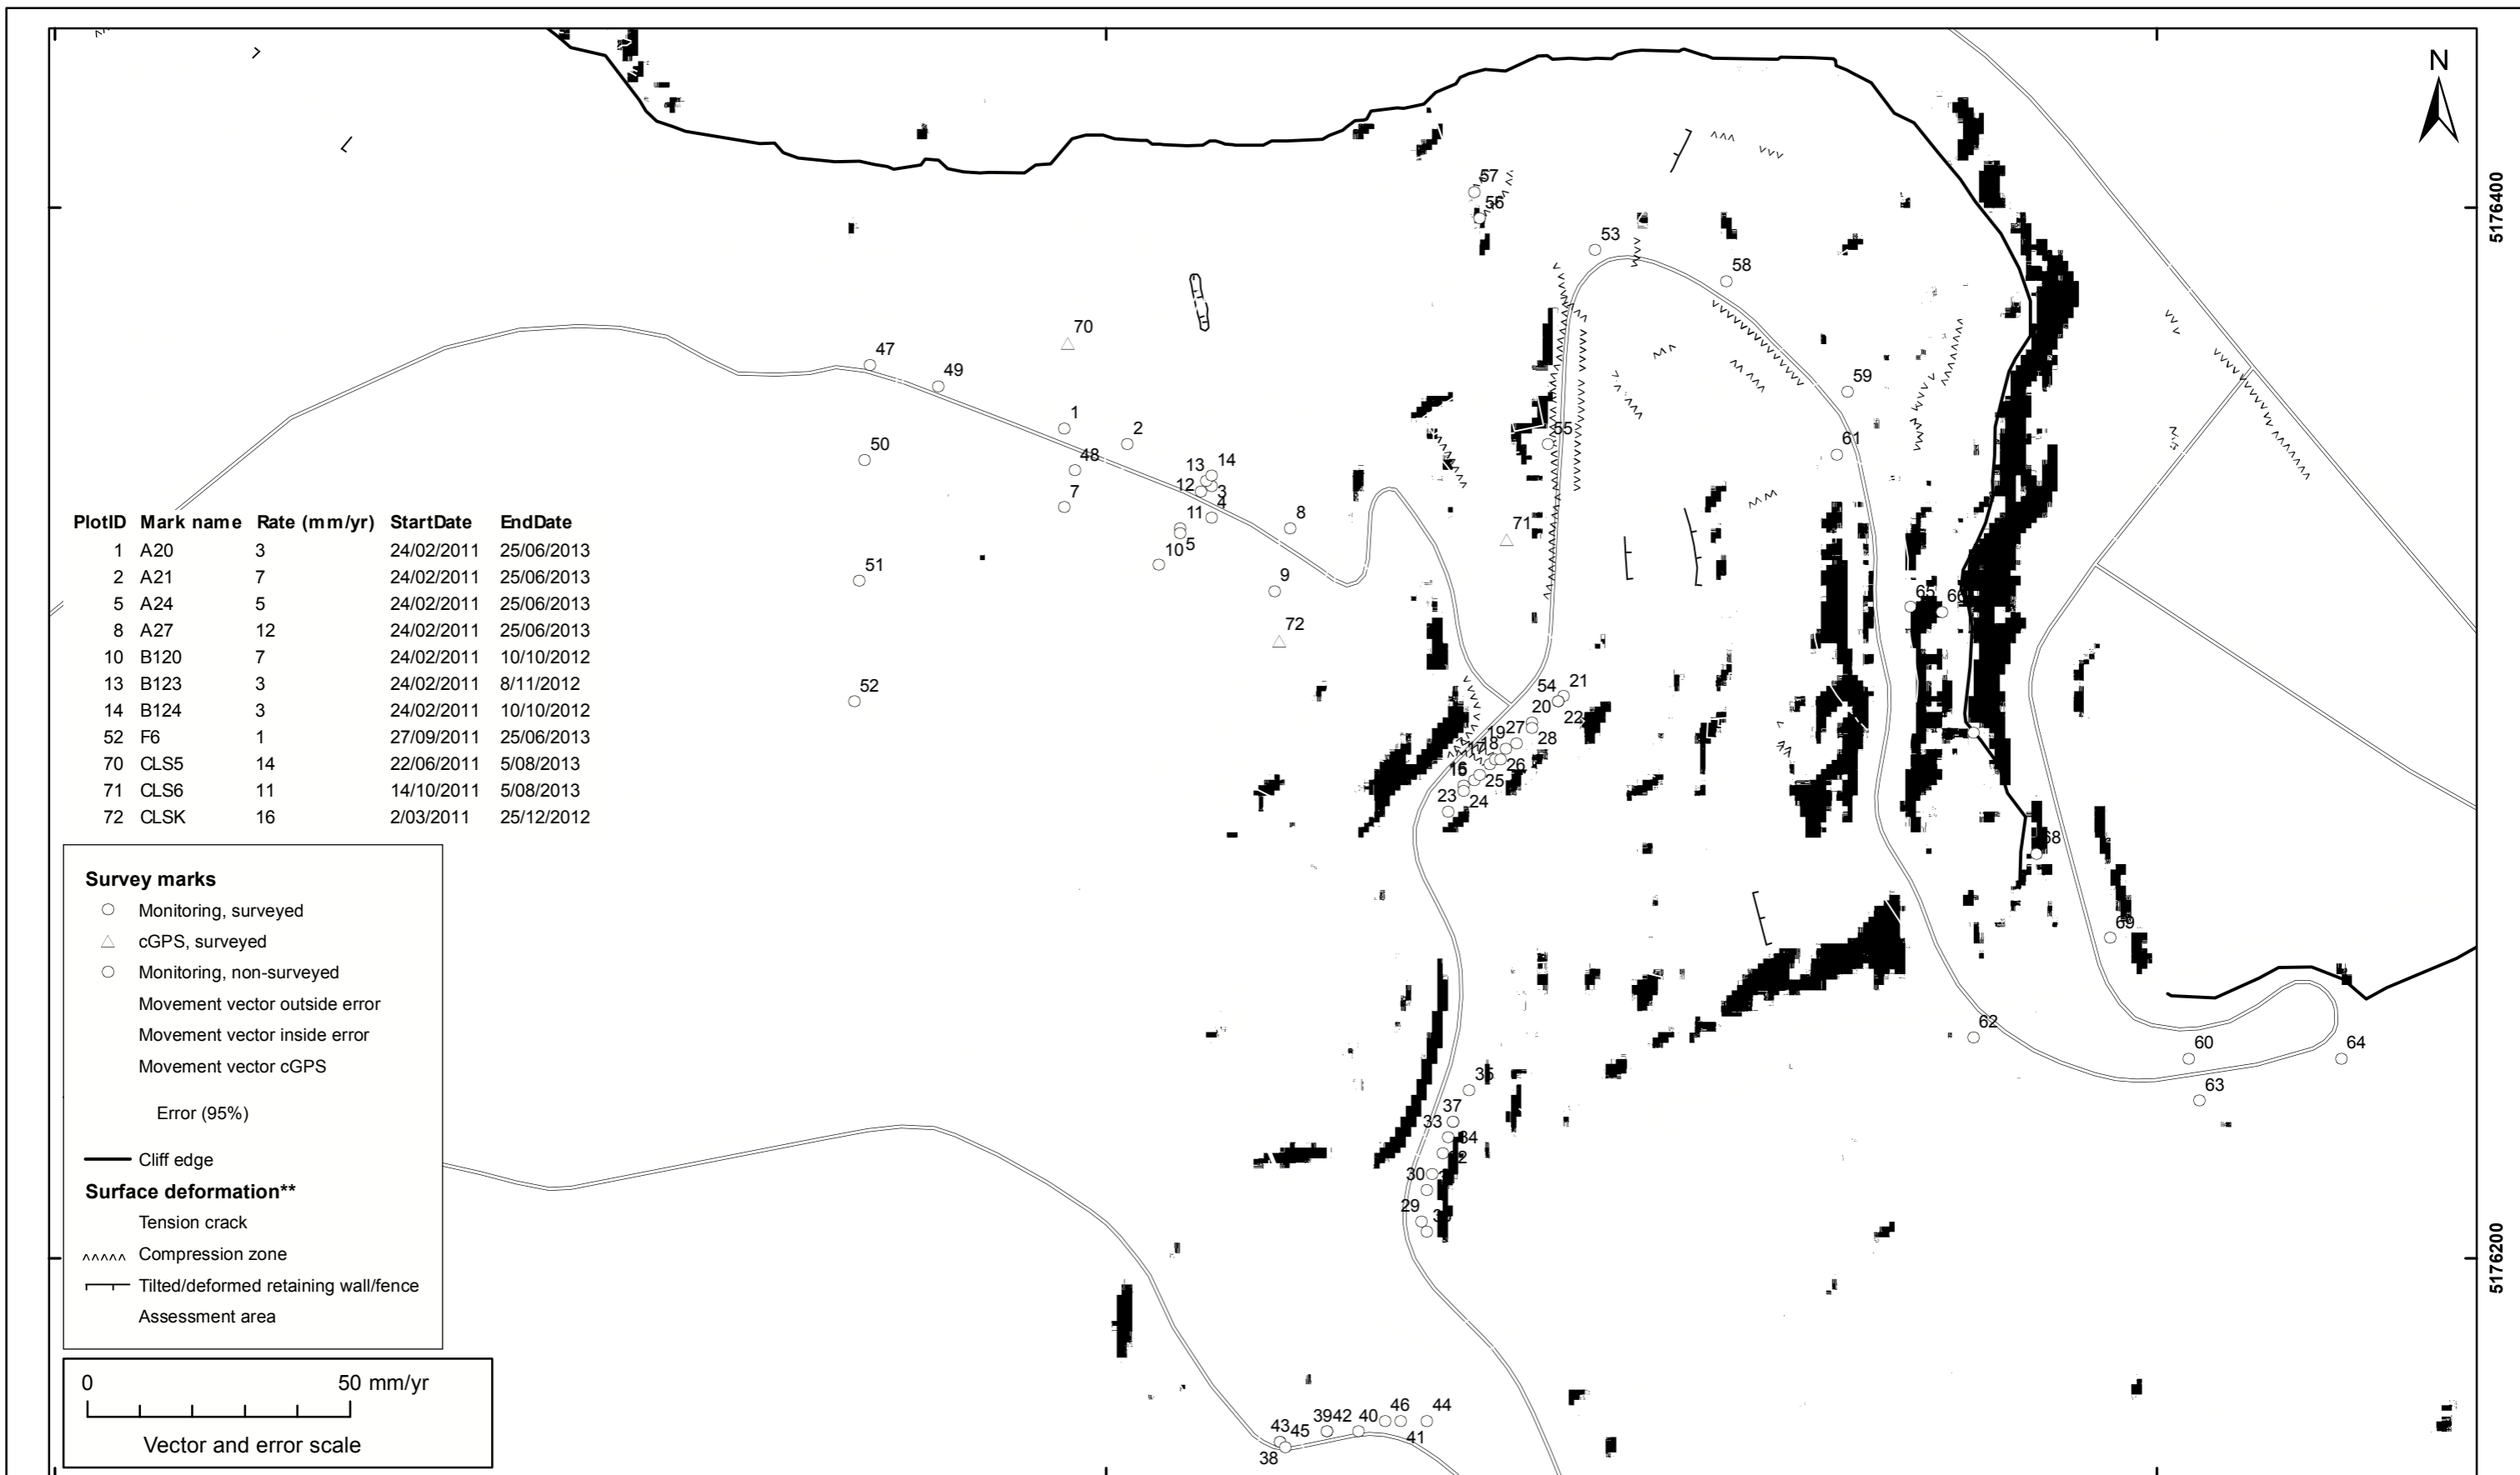 N
5176400
57
56
53
58
70
47
49
59
1
2
55
61
50
48
13
14
12
3
7
4
11
8
71
10
5
51
9
65
66
72
52
54
21
20
22
19
27
28
18
17
26
16
25
23
24
68
69
62
60
64
35
63
37
33
34
30
29
5176200
39
42
40
46
44
43
45
41
38
PlotID Mark name Rate (mm/yr) StartDate EndDate
1 A20 3 24/02/2011 25/06/2013
2 A21 7 24/02/2011 25/06/2013
5 A24 5 24/02/2011 25/06/2013
8 A27 12 24/02/2011 25/06/2013
10 B120 7 24/02/2011 10/10/2012
13 B123 3 24/02/2011 8/11/2012
14 B124 3 24/02/2011 10/10/2012
52 F6 1 27/09/2011 25/06/2013
70 CLS5 14 22/06/2011 5/08/2013
71 CLS6 11 14/10/2011 5/08/2013
72 CLSK 16 2/03/2011 25/12/2012
Survey marks
Monitoring, surveyed
cGPS, surveyed
Monitoring, non-surveyed
Movement vector outside error
Movement vector inside error
Movement vector cGPS
Error (95%)
Cliff edge
Surface deformation**
Tension crack
Compression zone
Tilted/deformed retaining wall/fence
Assessment area
0 50 mm/yr
Vector and error scale